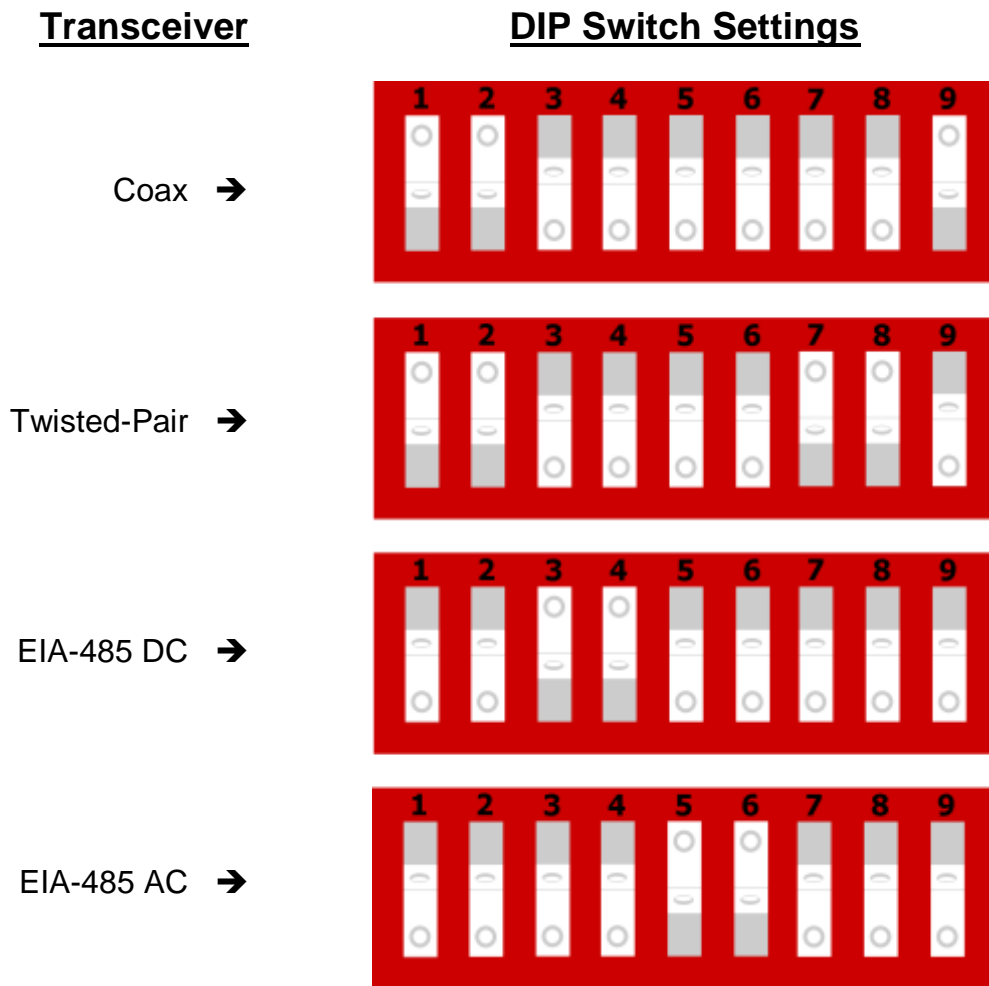 Transceiver DIP Switch Settings
1 2 3 4 5 6 7 8 9
Coax ➔
1 2 3 4 5 6 7 8 9
Twisted-Pair ➔
1 2 3 4 5 6 7 8 9
EIA-485 DC ➔
1 2 3 4 5 6 7 8 9
EIA-485 AC ➔